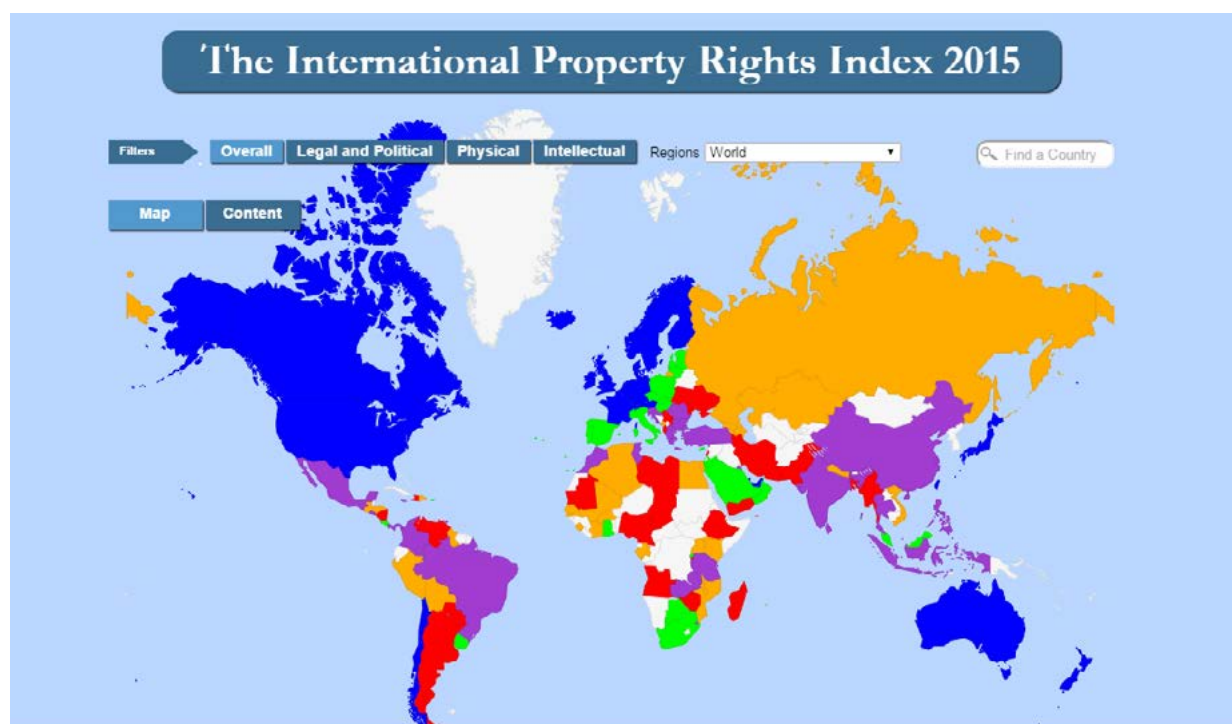 The International Property Rights Index 2015
Filters Overall Legal and Political Physical Intellectual Regions World Find a Country
Map Content